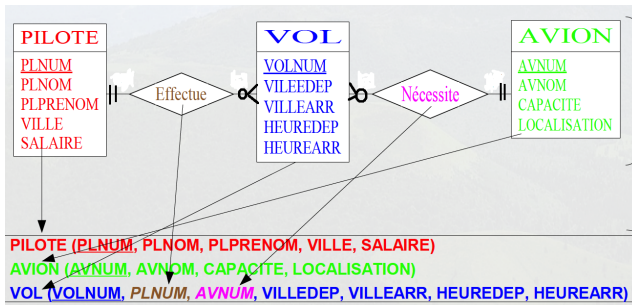 PILOTE
PLNUM
PLNOM
PLPRENOM
VILLE
SALAIRE
Effectue
VOL
VOLNUM
VILEEDEP
VILLEARR
HEUREDEP
HEUREARR
Nécessite
AVION
AVNUM
AVNOM
CAPACITE
LOCALISATION
PILOTE (PLNUM, PLNOM, PLPRENOM, VILLE, SALAIRE)
AVION (AVNUM, AVNOM, CAPACITE, LOCALISATION)
VOL (VOLNUM, PLNUM, AVNUM, VILLEDEP, VILLEARR, HEUREDEP, HEUREARR)